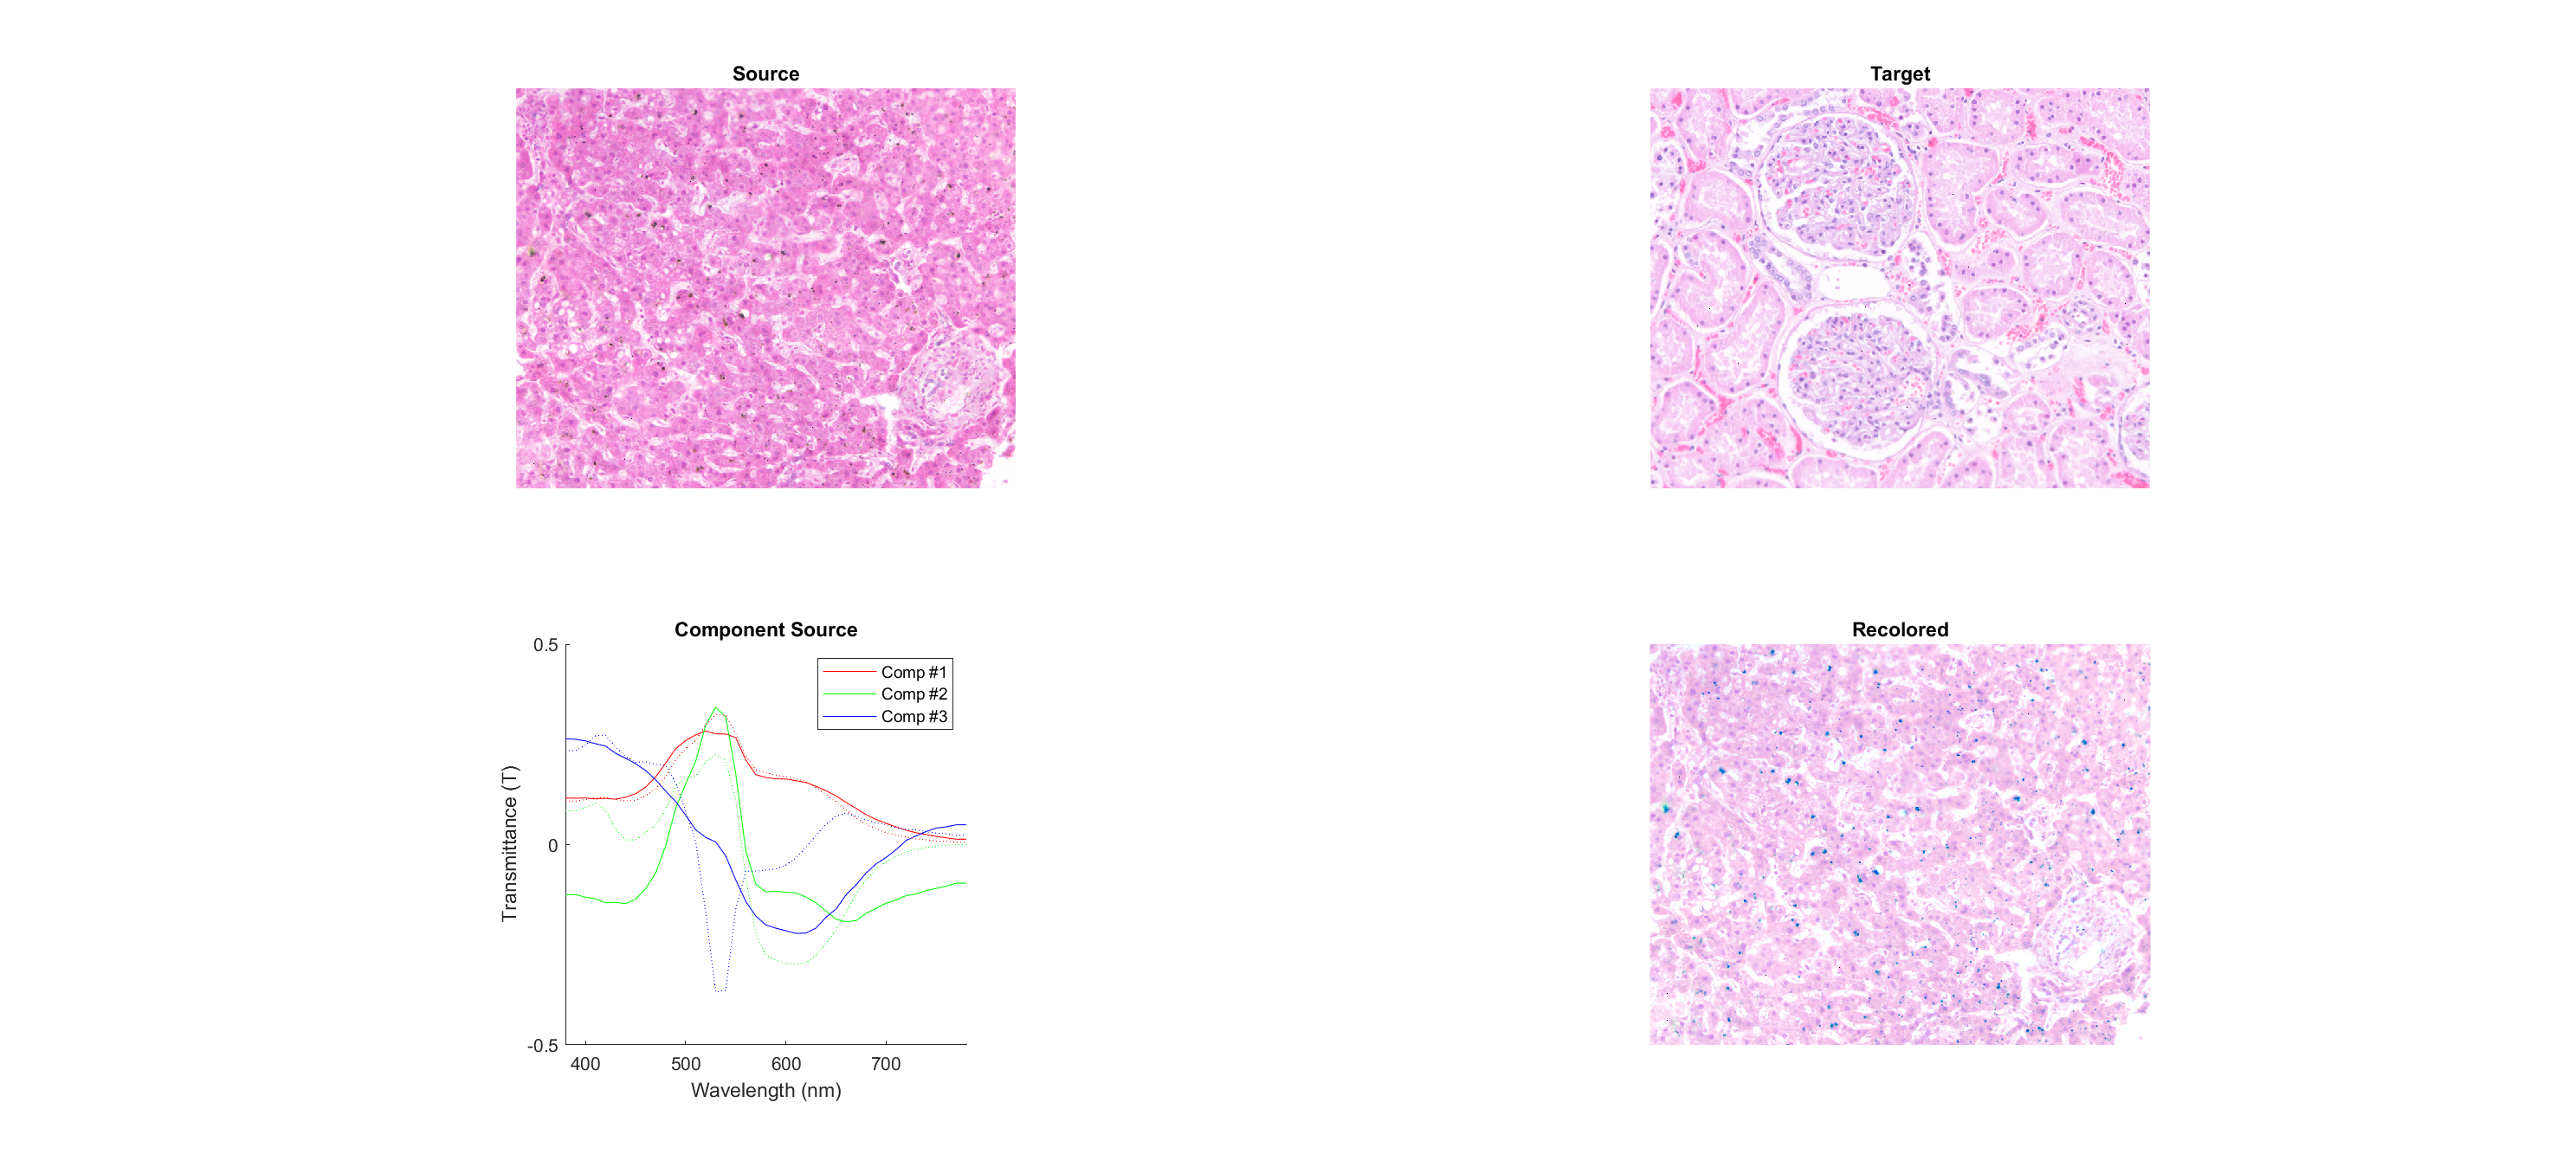 Source
Target
Component Source
0.5
0
-0.5
Transmittance (T)
400 500 600 700
Wavelength (nm)
Comp #1
Comp #2
Comp #3
Recolored